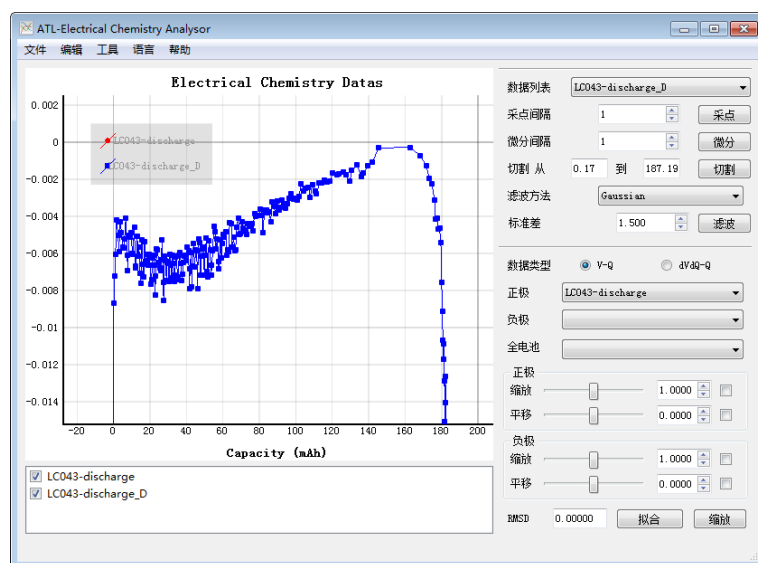 ATL-Electrical Chemistry Analysor
文件 编辑 工具 语言 帮助
Electrical Chemistry Datas
0.002
0
-0.002
-0.004
-0.006
-0.008
-0.01
-0.012
-0.014
LC043-discharge
LC043-discharge_D
-20 0 20 40 60 80 100 120 140 160 180 200
Capacity (mAh)
LC043-discharge
LC043-discharge_D
数据列表 LC043-discharge_D
采点间隔 1 采点
微分间隔 1 微分
切割 从 0.17 到 187.19 切割
滤波方法 Gaussian
标准差 1.500 滤波
数据类型 V-Q dVdQ-Q
正极 LC043-discharge
负极
全电池
正极
缩放 1.0000
平移 0.0000
负极
缩放 1.0000
平移 0.0000
RMSD 0.00000 拟合 缩放